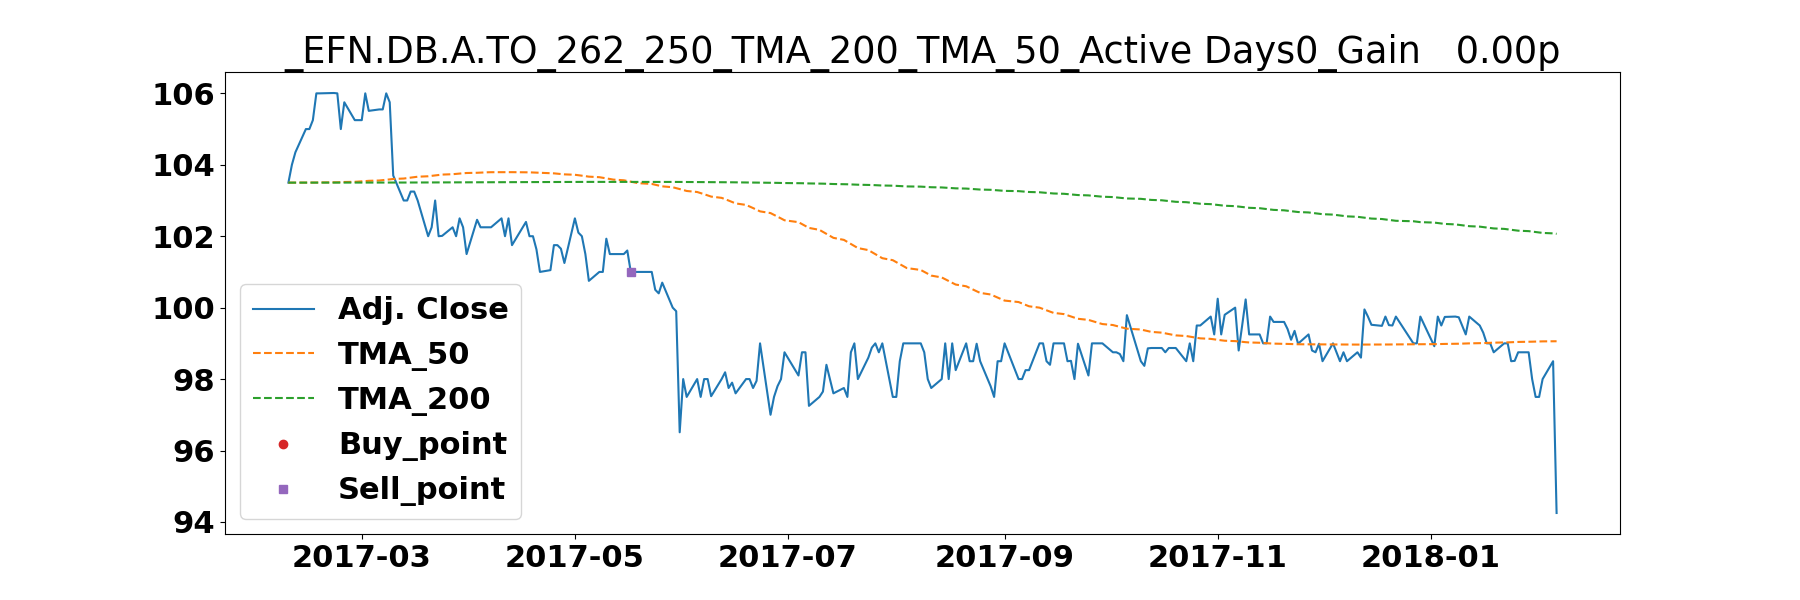 _EFN.DB.A.TO_262_250_TMA_200_TMA_50_Active Days0_Gain   0.00p
106
104
102
100
98
96
94
Adj. Close
TMA_50
TMA_200
Buy_point
Sell_point
2017-03 2017-05 2017-07 2017-09 2017-11 2018-01